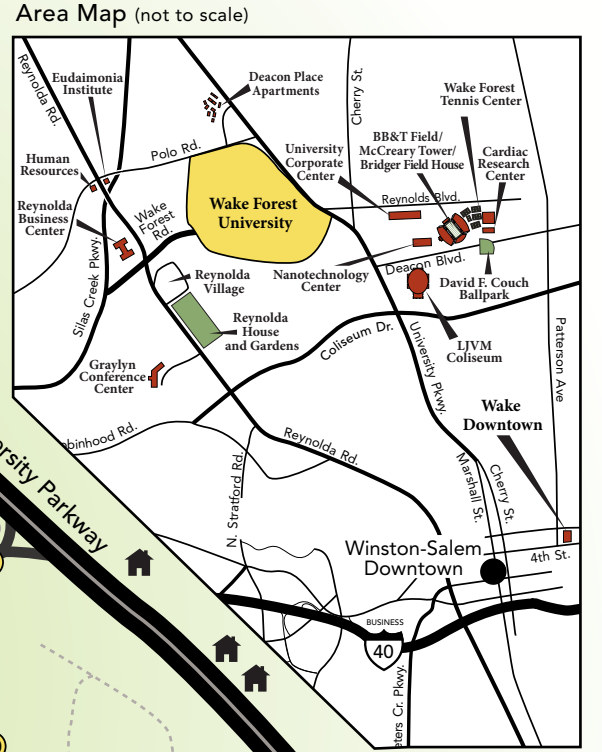 Area Map (not to scale)
Reynolda Rd.
Eudaimonia
Institute
Deacon Place
Apartments
Cherry St.
Wake Forest
Tennis Center
BB&T Field/
McCreary Tower/
Bridger Field House
University
Corporate
Center
Cardiac
Research
Center
Polo Rd.
Human
Resources
Reynolda
Business
Center
Wake
Forest
Rd.
Wake Forest
University
Reynolds Blvd.
Silas Creek Pkwy.
Reynolda
Village
Nanotechnology
Center
Deacon Blvd.
David F. Couch
Ballpark
Reynolda
House
and Gardens
Coliseum Dr.
University Pkwy.
LJVM
Coliseum
Patterson Ave
Graylyn
Conference
Center
Wake
Downtown
binhood Rd.
Reynolda Rd.
N. Stratford Rd.
Marshall St.
Cherry St.
ersity Parkway
Winston-Salem
Downtown
4th St.
BUSINESS
40
eters Cr. Pkwy.